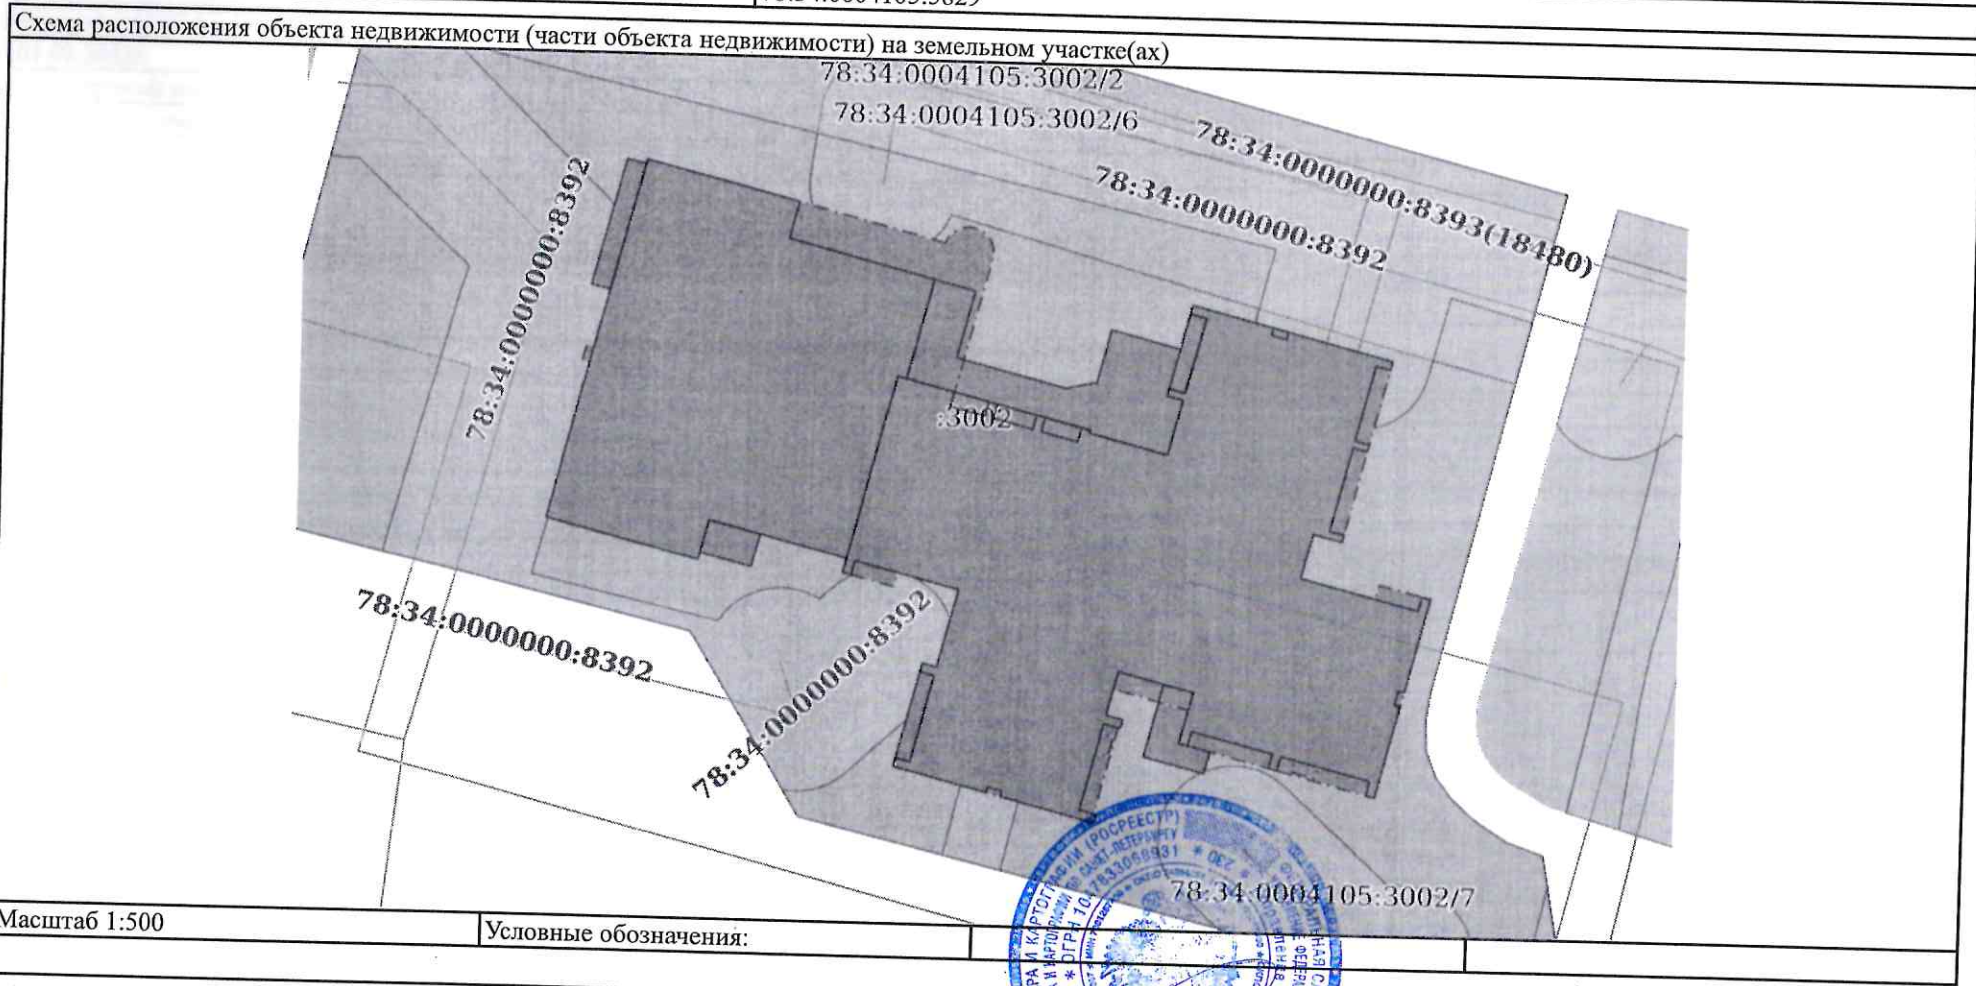 Схема расположения объекта недвижимости (части объекта недвижимости) на земельном участке(ах)
78:34:0004105:3002/2
78:34:0004105:3002/6
78:34:0000000:8393(18480)
78:34:0000000:8392
78:34:0000000:8392
:3002
78:34:0000000:8392
78:34:0000000:8392
78:34:0004105:3002/7
(РОСРЕЕСТР)
Масштаб 1:500
Условные обозначения: